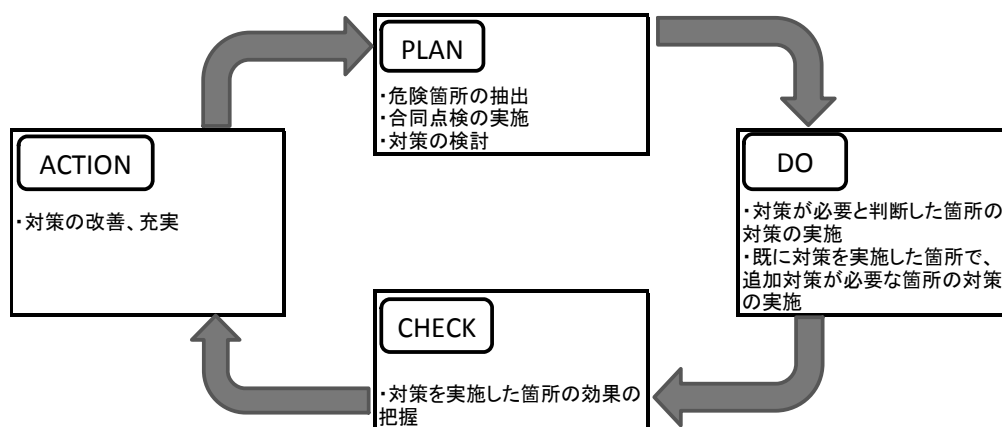 PLAN
・危険箇所の抽出
・合同点検の実施
・対策の検討
DO
・対策が必要と判断した箇所の
対策の実施
・既に対策を実施した箇所で、
追加対策が必要な箇所の対策
の実施
CHECK
・対策を実施した箇所の効果の
把握
ACTION
・対策の改善、充実